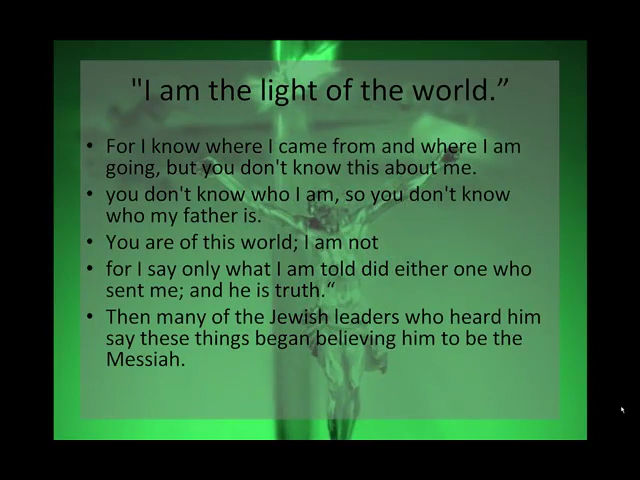 "I am the light of the world.”
• For I know where I came from and where I am
going, but you don't know this about me.
• you don't know who I am, so you don't know
who my father is.
• You are of this world; I am not
• for I say only what I am told did either one who
sent me; and he is truth.“
• Then many of the Jewish leaders who heard him
say these things began believing him to be the
Messiah.